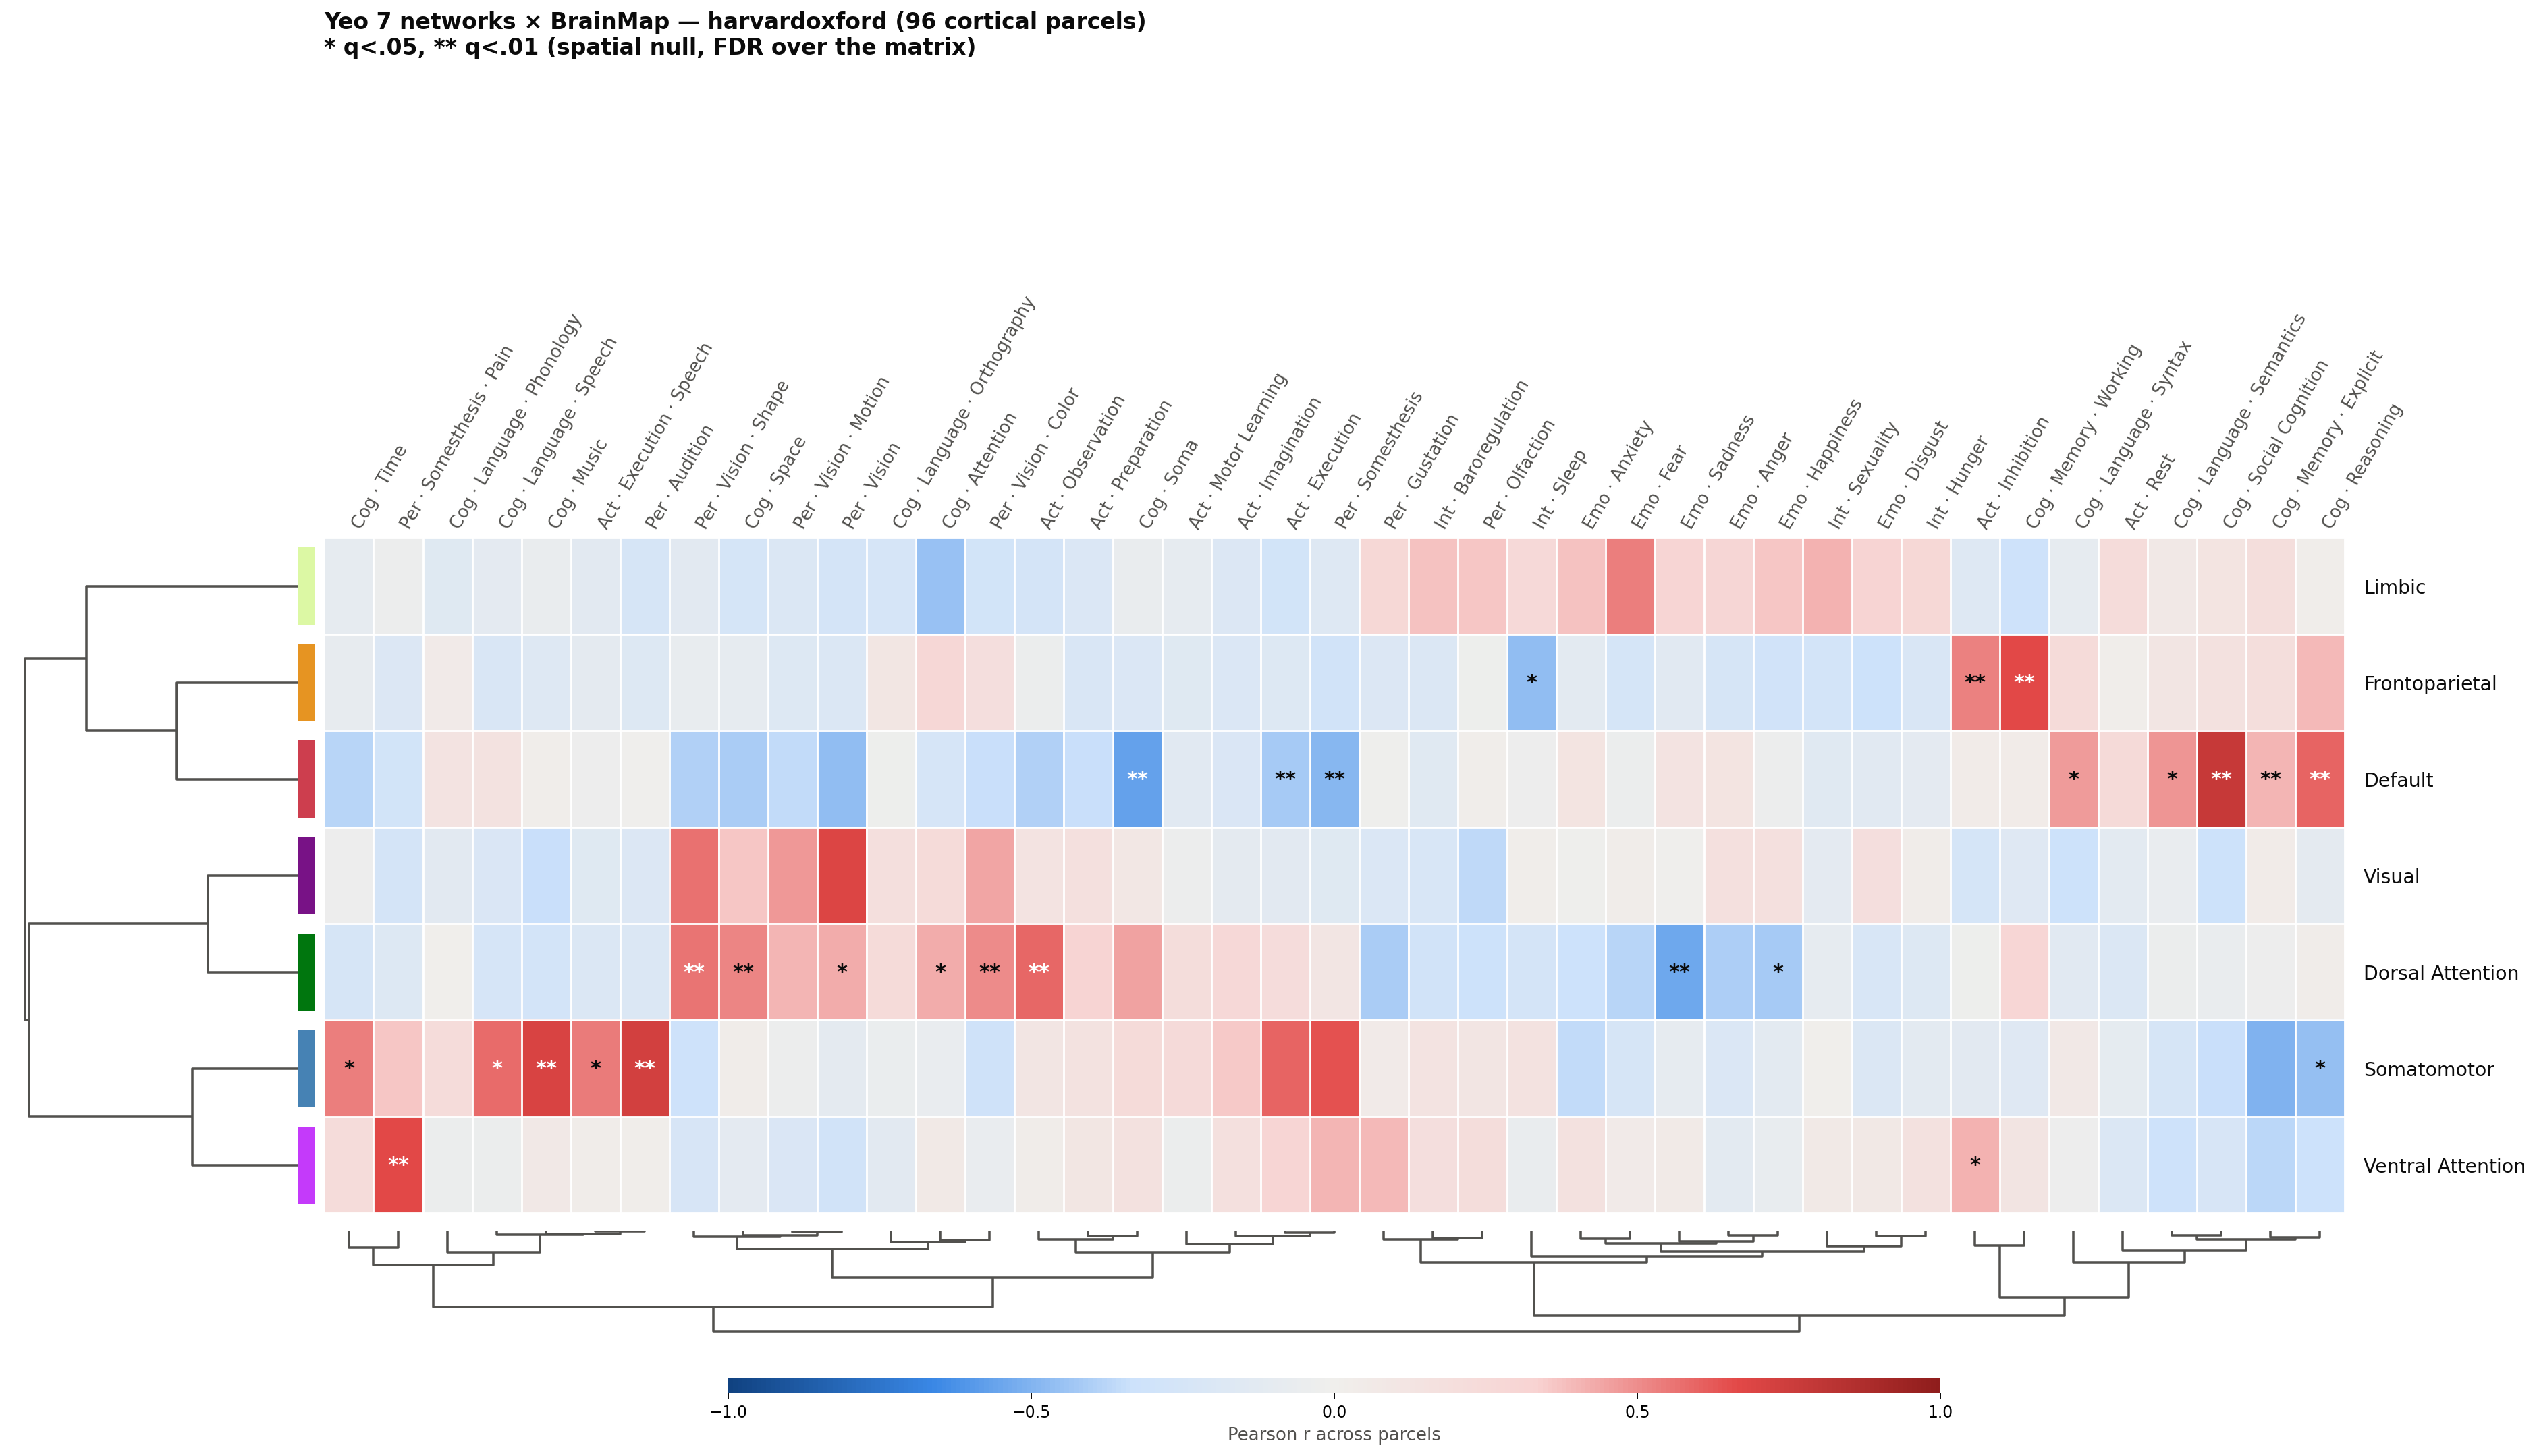 Yeo 7 networks × BrainMap — harvardoxford (96 cortical parcels)
* q<.05, ** q<.01 (spatial null, FDR over the matrix)
Cog · Time
Per · Somesthesis · Pain
Cog · Language · Phonology
Cog · Language · Speech
Cog · Music
Act · Execution · Speech
Per · Audition
Per · Vision · Shape
Cog · Space
Per · Vision · Motion
Per · Vision
Cog · Language · Orthography
Cog · Attention
Per · Vision · Color
Act · Observation
Act · Preparation
Cog · Soma
Act · Motor Learning
Act · Imagination
Act · Execution
Per · Somesthesis
Per · Gustation
Int · Baroregulation
Per · Olfaction
Int · Sleep
Emo · Anxiety
Emo · Fear
Emo · Sadness
Emo · Anger
Emo · Happiness
Int · Sexuality
Emo · Disgust
Int · Hunger
Act · Inhibition
Cog · Memory · Working
Cog · Language · Syntax
Act · Rest
Cog · Language · Semantics
Cog · Social Cognition
Cog · Memory · Explicit
Cog · Reasoning
Limbic
* ** ** Frontoparietal
** ** ** * * ** ** ** Default
Visual
** ** * * ** ** ** * Dorsal Attention
* * ** * ** * Somatomotor
** * Ventral Attention
−1.0 −0.5 0.0 0.5 1.0
Pearson r across parcels